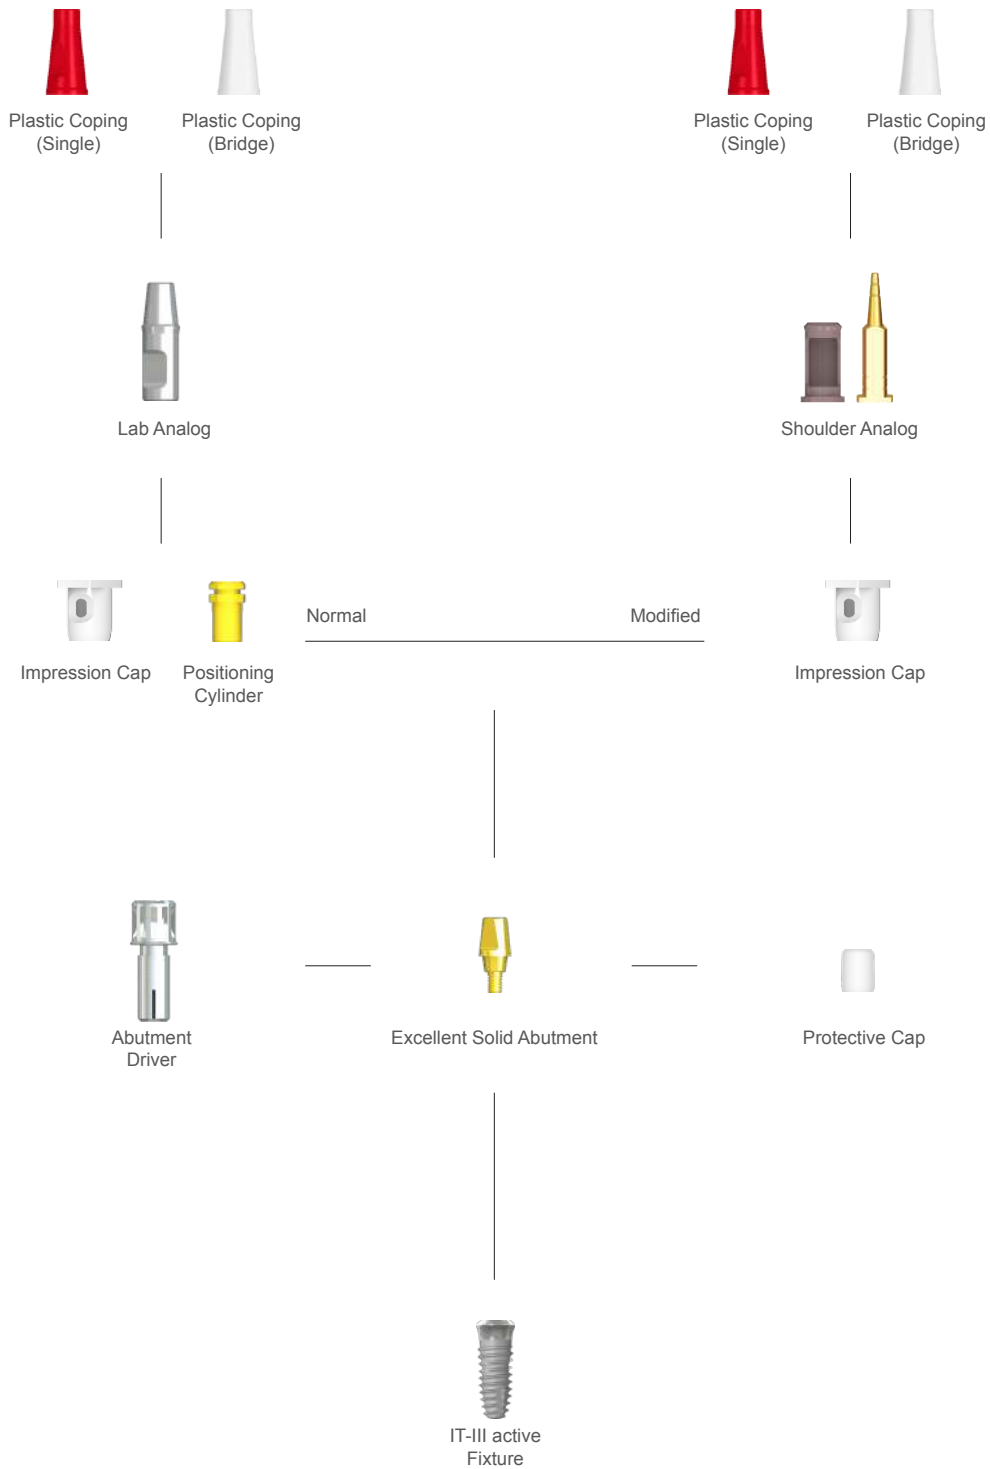 Plastic Coping
(Single)
Plastic Coping
(Bridge)
Plastic Coping
(Single)
Plastic Coping
(Bridge)
Lab Analog
Shoulder Analog
Normal
Modified
Impression Cap
Positioning
Cylinder
Impression Cap
Abutment
Driver
Excellent Solid Abutment
Protective Cap
IT-III active
Fixture